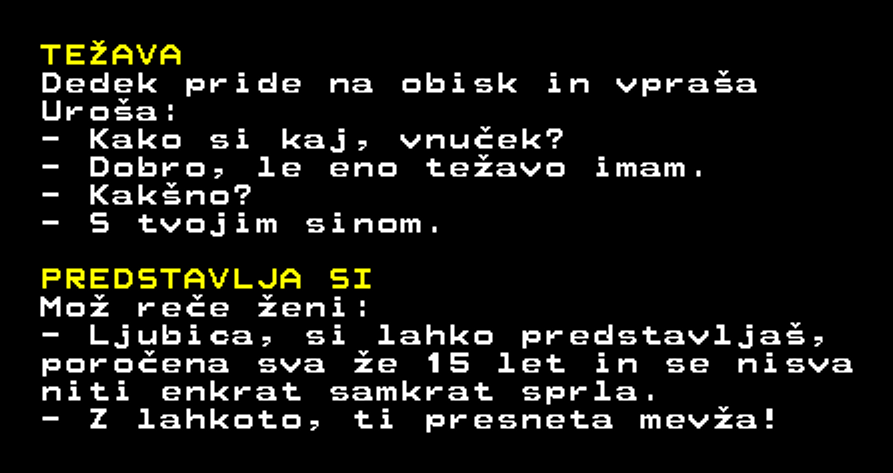 TEŽAVA
Dedek pride na obisk in vpraša
Uroša:
- Kako si kaj, vnuček?
- Dobro, le eno težavo imam.
- Kakšno?
- S tvojim sinom.
PREDSTAVLJA SI
Mož reče ženi:
- Ljubica, si lahko predstavljaš,
poročena sva že 15 let in se nisva
niti enkrat samkrat sprla.
- Z lahkoto, ti presneta mevža!